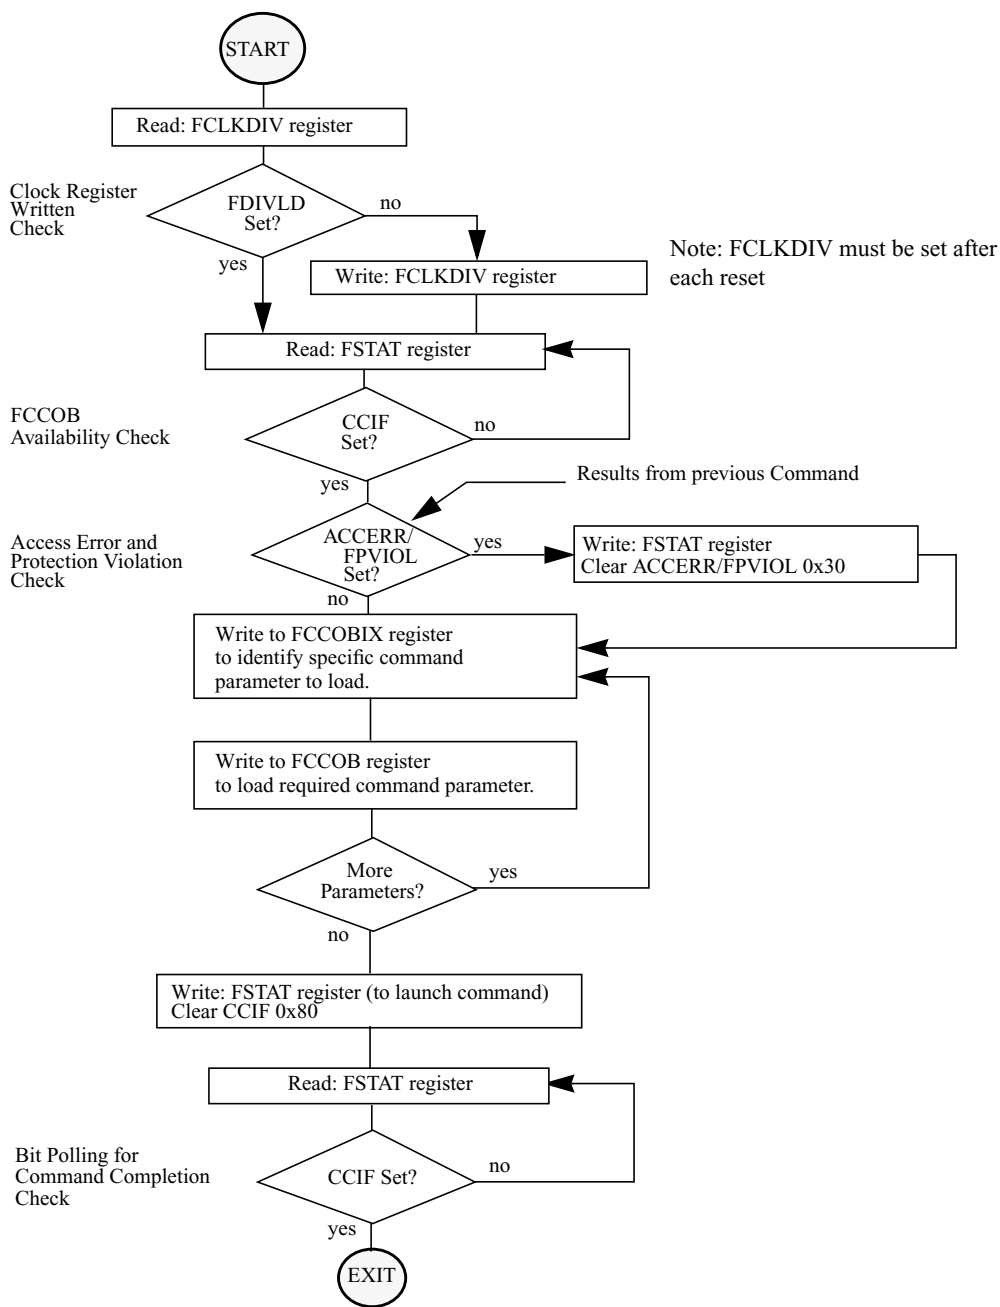 START
Read: FCLKDIV register
Clock Register
Written
Check
FDIVLD
Set?
no
yes
Note: FCLKDIV must be set after
each reset
Write: FCLKDIV register
Read: FSTAT register
FCCOB
Availability Check
CCIF
Set?
no
yes
Results from previous Command
Access Error and
Protection Violation
Check
ACCERR/
FPVIOL
Set?
yes
no
Write: FSTAT register
Clear ACCERR/FPVIOL 0x30
Write to FCCOBIX register
to identify specific command
parameter to load.
Write to FCCOB register
to load required command parameter.
More
Parameters?
yes
no
Write: FSTAT register (to launch command)
Clear CCIF 0x80
Read: FSTAT register
Bit Polling for
Command Completion
Check
CCIF Set?
no
yes
EXIT